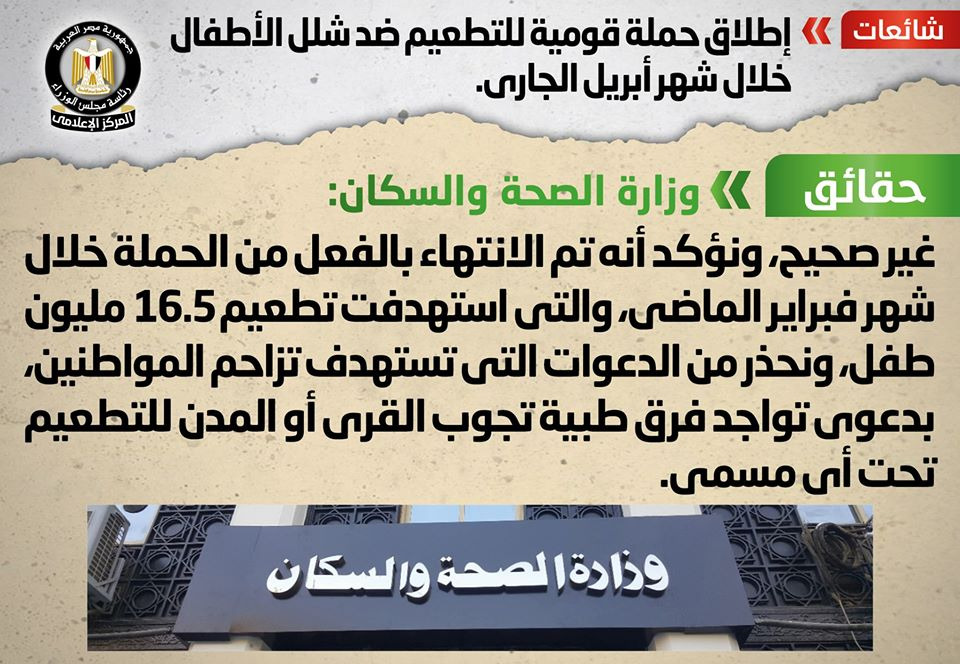 شائعات
إطلاق حملة قومية للتطعيم ضد شلل الأطفال
خلال شهر أبريل الجارى.
جمهورية مصر العربية
رئاسة مجلس الوزراء
المركز الإعلامى
حقائق
وزارة الصحة والسكان:
غير صحيح، ونؤكد أنه تم الانتهاء بالفعل من الحملة خلال
شهر فبراير الماضى، والتى استهدفت تطعيم 16.5 مليون
طفل، ونحذر من الدعوات التى تستهدف تزاحم المواطنين،
بدعوى تواجد فرق طبية تجوب القرى أو المدن للتطعيم
تحت أى مسمى.
وزارة الصحة والسكان